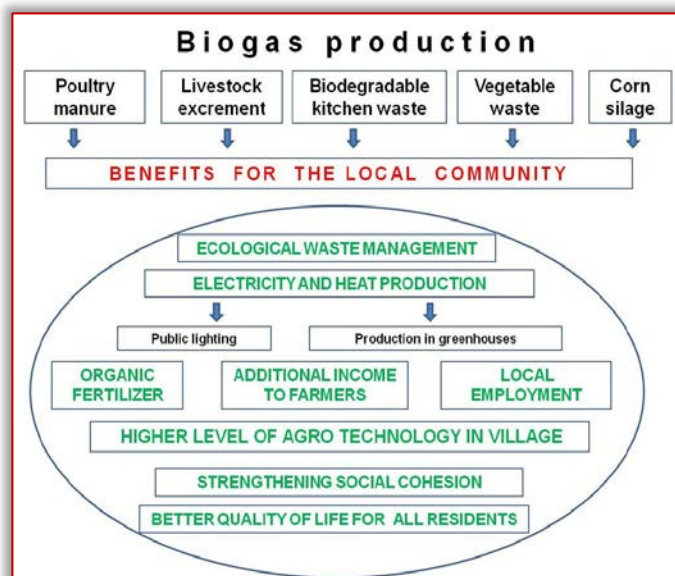 Biogas production
Poultry manure
Livestock excrement
Biodegradable kitchen waste
Vegetable waste
Corn silage
BENEFITS FOR THE LOCAL COMMUNITY
ECOLOGICAL WASTE MANAGEMENT
ELECTRICITY AND HEAT PRODUCTION
Public lighting
Production in greenhouses
ORGANIC
FERTILIZER
ADDITIONAL INCOME
TO FARMERS
LOCAL
EMPLOYMENT
HIGHER LEVEL OF AGRO TECHNOLOGY IN VILLAGE
STRENGTHENING SOCIAL COHESION
BETTER QUALITY OF LIFE FOR ALL RESIDENTS